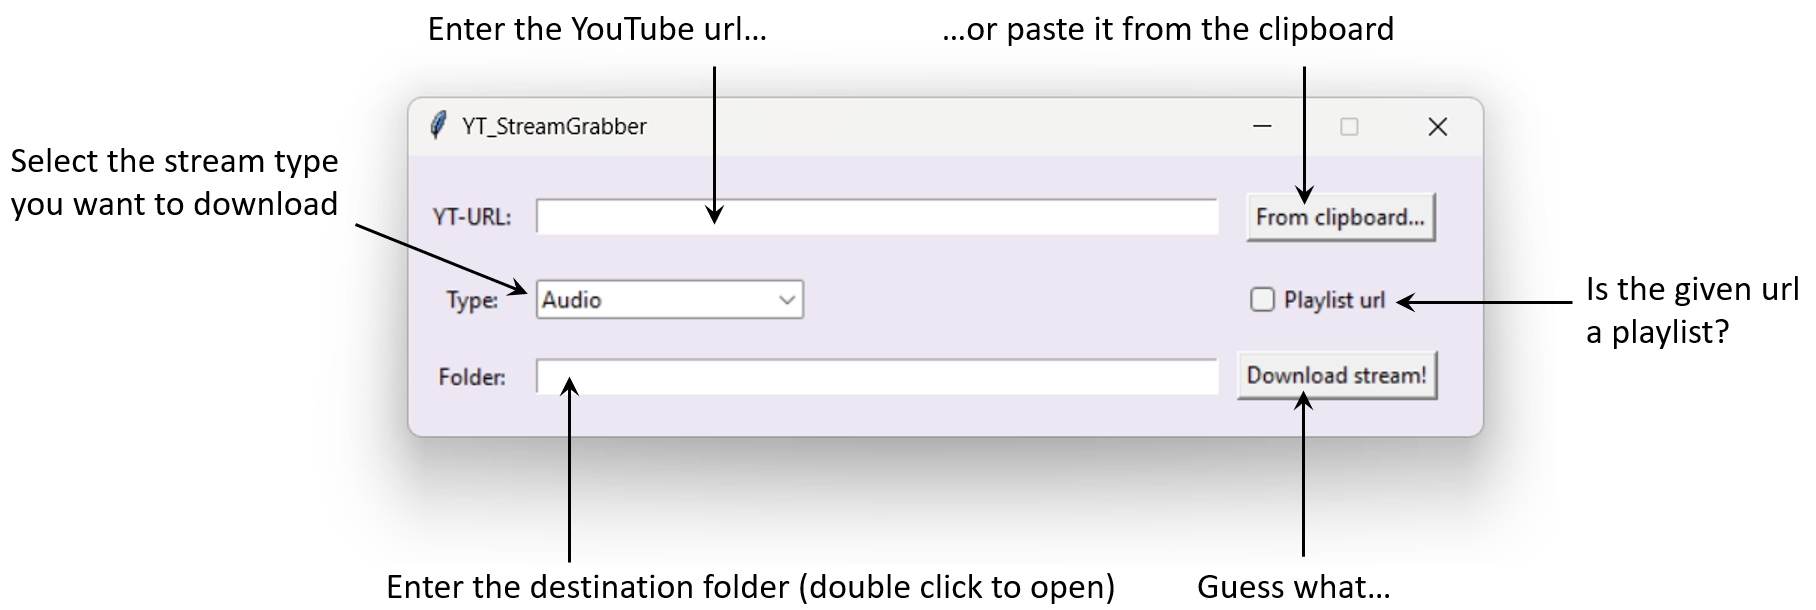 Enter the YouTube url...
...or paste it from the clipboard
YT_StreamGrabber
Select the stream type
you want to download
YT-URL:
From clipboard...
Type:
Audio
Playlist url
Is the given url
a playlist?
Folder:
Download stream!
Enter the destination folder (double click to open)
Guess what...